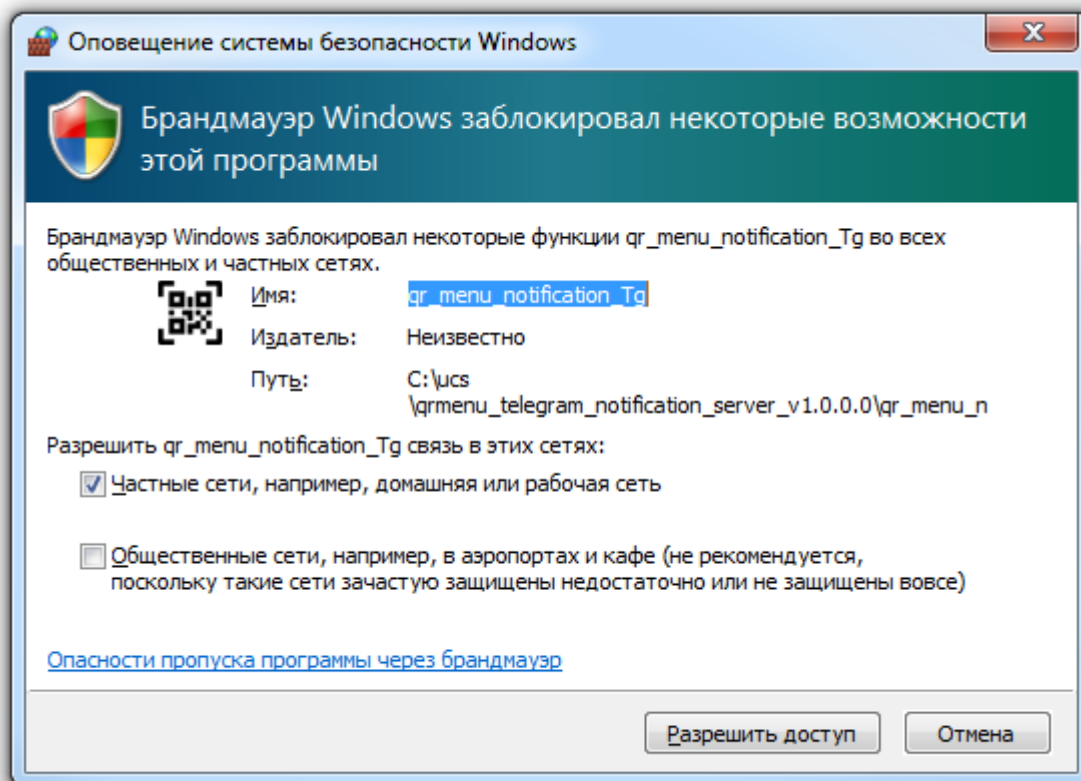 Оповещение системы безопасности Windows
Брандмауэр Windows заблокировал некоторые возможности
этой программы
Брандмауэр Windows заблокировал некоторые функции qr_menu_notification_Tg во всех
общественных и частных сетях.
Имя: qr_menu_notification_Tg
Издатель: Неизвестно
Путь: C:\ucs
\qrmenu_telegram_notification_server_v1.0.0.0\qr_menu_n
Разрешить qr_menu_notification_Tg связь в этих сетях:
Частные сети, например, домашняя или рабочая сеть
Общественные сети, например, в аэропортах и кафе (не рекомендуется,
поскольку такие сети зачастую защищены недостаточно или не защищены вовсе)
Опасности пропуска программы через брандмауэр
Разрешить доступ Отмена